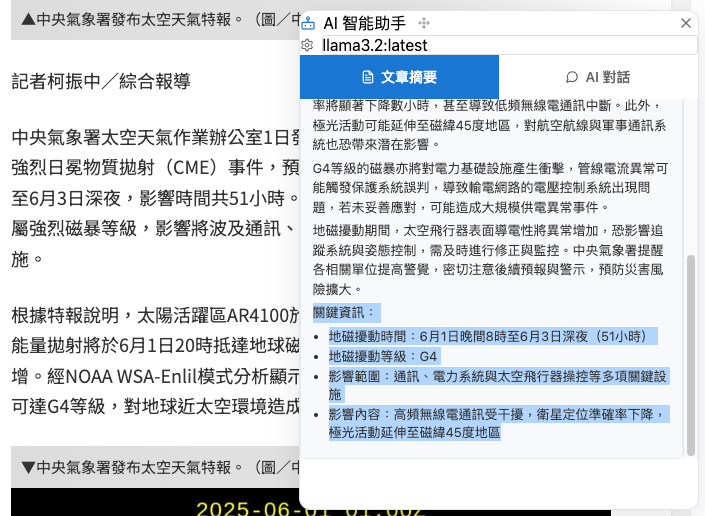 ▲中央氣象署發布太空天氣特報。（圖／中
記者柯振中／綜合報導
中央氣象署太空天氣作業辦公室1日發
強烈日冕物質拋射（CME）事件，預
至6月3日深夜，影響時間共51小時。
屬強烈磁暴等級，影響將波及通訊、
施。
根據特報說明，太陽活躍區AR4100於
能量拋射將於6月1日20時抵達地球磁
增。經NOAA WSA-Enlil模式分析顯示
可達G4等級，對地球近太空環境造成
▼中央氣象署發布太空天氣特報。（圖／中
2025-06-01 01:00Z
AI 智能助手
llama3.2:latest
文章摘要
AI 對話
率將顯著下降數小時，甚至導致低頻無線電通訊中斷。此外，
極光活動可能延伸至磁緯45度地區，對航空航線與軍事通訊系
統也恐帶來潛在影響。
G4等級的磁暴亦將對電力基礎設施產生衝擊，管線電流異常可
能觸發保護系統誤判，導致輸電網路的電壓控制系統出現問
題，若未妥善應對，可能造成大規模供電異常事件。
地磁擾動期間，太空飛行器表面導電性將異常增加，恐影響追
蹤系統與姿態控制，需及時進行修正與監控。中央氣象署提醒
各相關單位提高警覺，密切注意後續預報與警示，預防災害風
險擴大。
關鍵資訊：
• 地磁擾動時間：6月1日晚間8時至6月3日深夜（51小時）
• 地磁擾動等級：G4
• 影響範圍：通訊、電力系統與太空飛行器操控等多項關鍵設
施
• 影響內容：高頻無線電通訊受干擾，衛星定位準確率下降，
極光活動延伸至磁緯45度地區